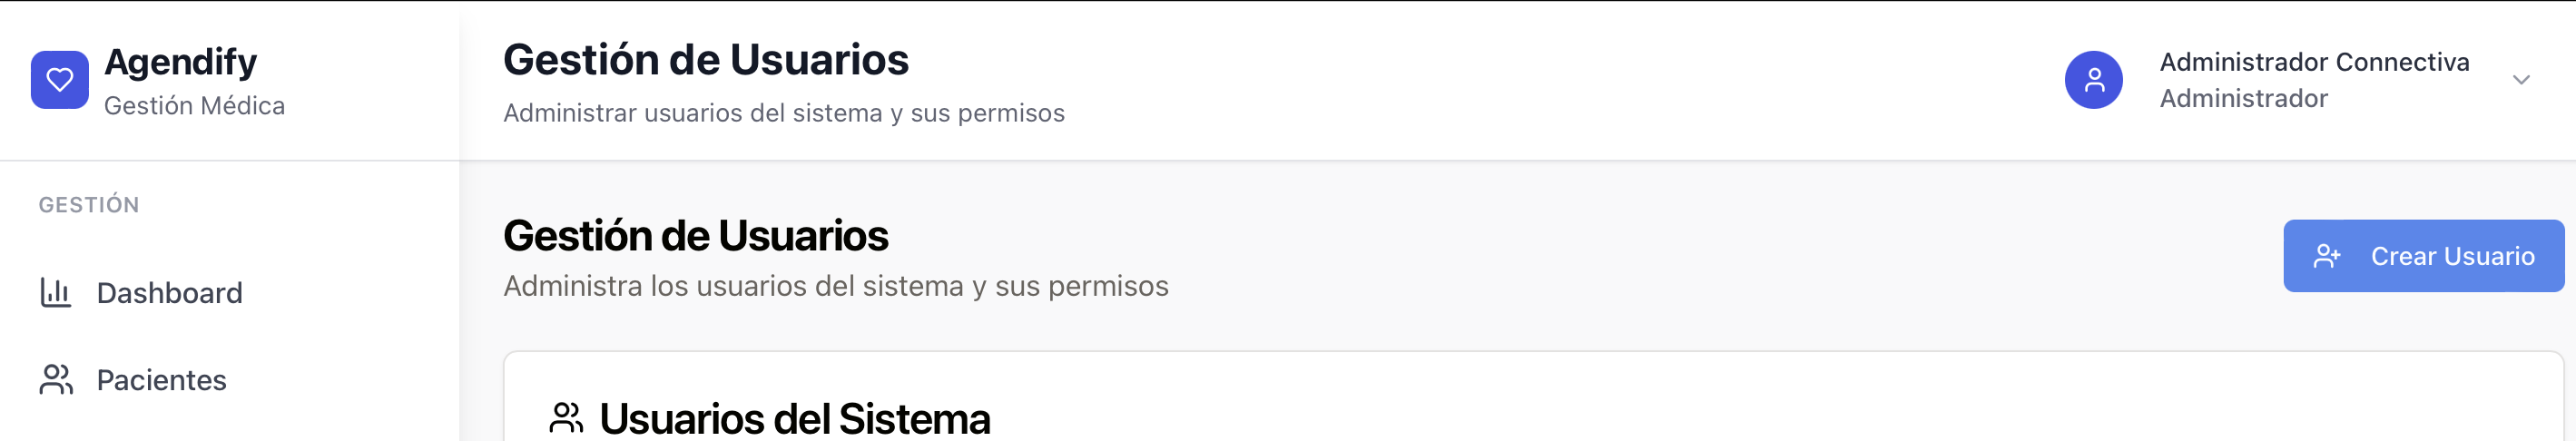 Agendify
Gestión Médica
GESTIÓN
Dashboard
Pacientes
Gestión de Usuarios
Administrar usuarios del sistema y sus permisos
Administrador Connectiva
Administrador
Gestión de Usuarios
Administra los usuarios del sistema y sus permisos
Crear Usuario
Usuarios del Sistema